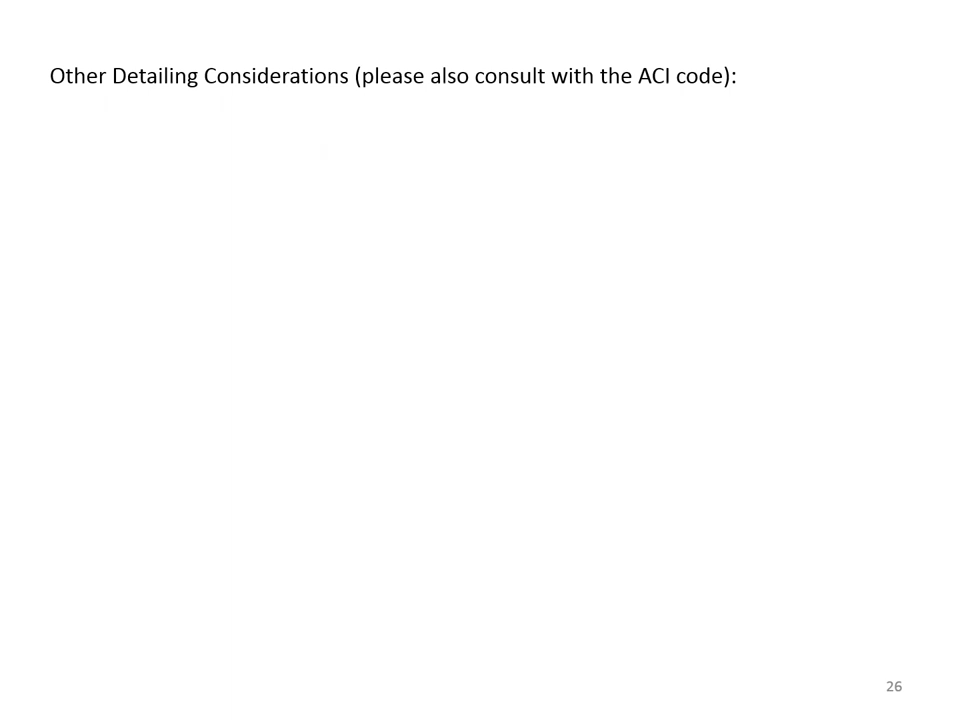 Other Detailing Considerations (please also consult with the ACI code):
26